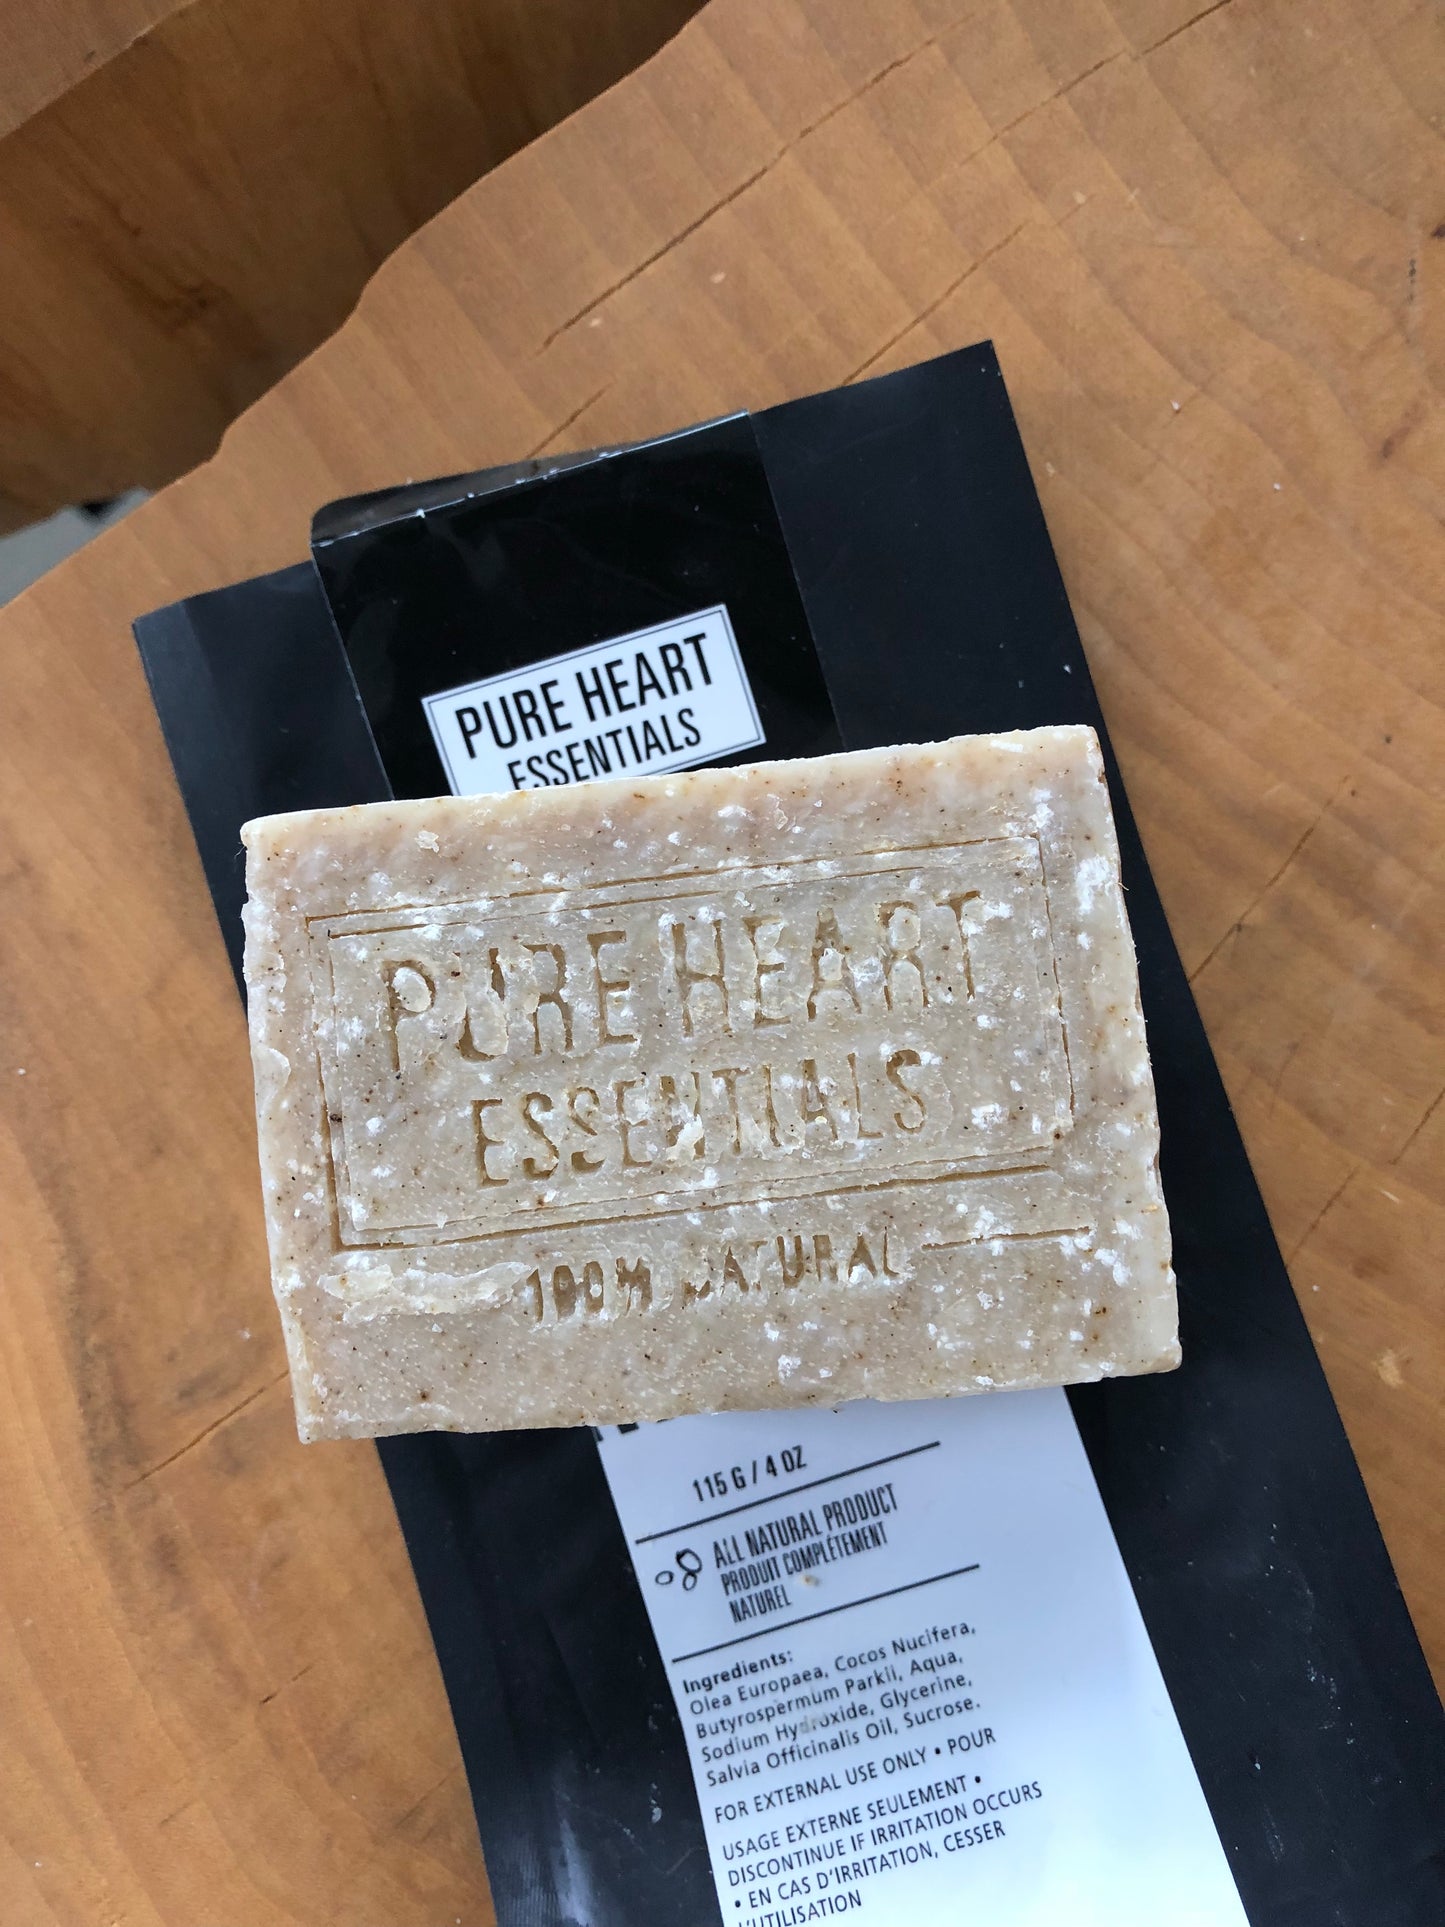 PURE HEART
ESSENTIALS
PURE HEART
ESSENTIALS
100% NATURAL
115 G / 4 OZ
ALL NATURAL PRODUCT
PRODUIT COMPLÉTEMENT
NATUREL
Ingredients:
Olea Europaea, Cocos Nucifera,
Butyrospermum Parkii, Aqua,
Sodium Hydroxide, Glycerine,
Salvia Officinalis Oil, Sucrose.
FOR EXTERNAL USE ONLY • POUR
USAGE EXTERNE SEULEMENT •
DISCONTINUE IF IRRITATION OCCURS
• EN CAS D'IRRITATION, CESSER
L'UTILISATION